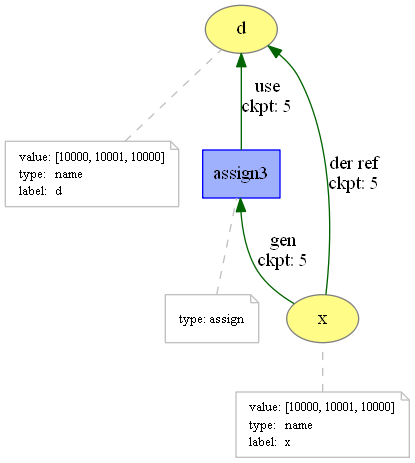 d
use
ckpt: 5
value: [10000, 10001, 10000]
type: name
label: d
assign3
der ref
ckpt: 5
gen
ckpt: 5
type: assign
x
value: [10000, 10001, 10000]
type: name
label: x